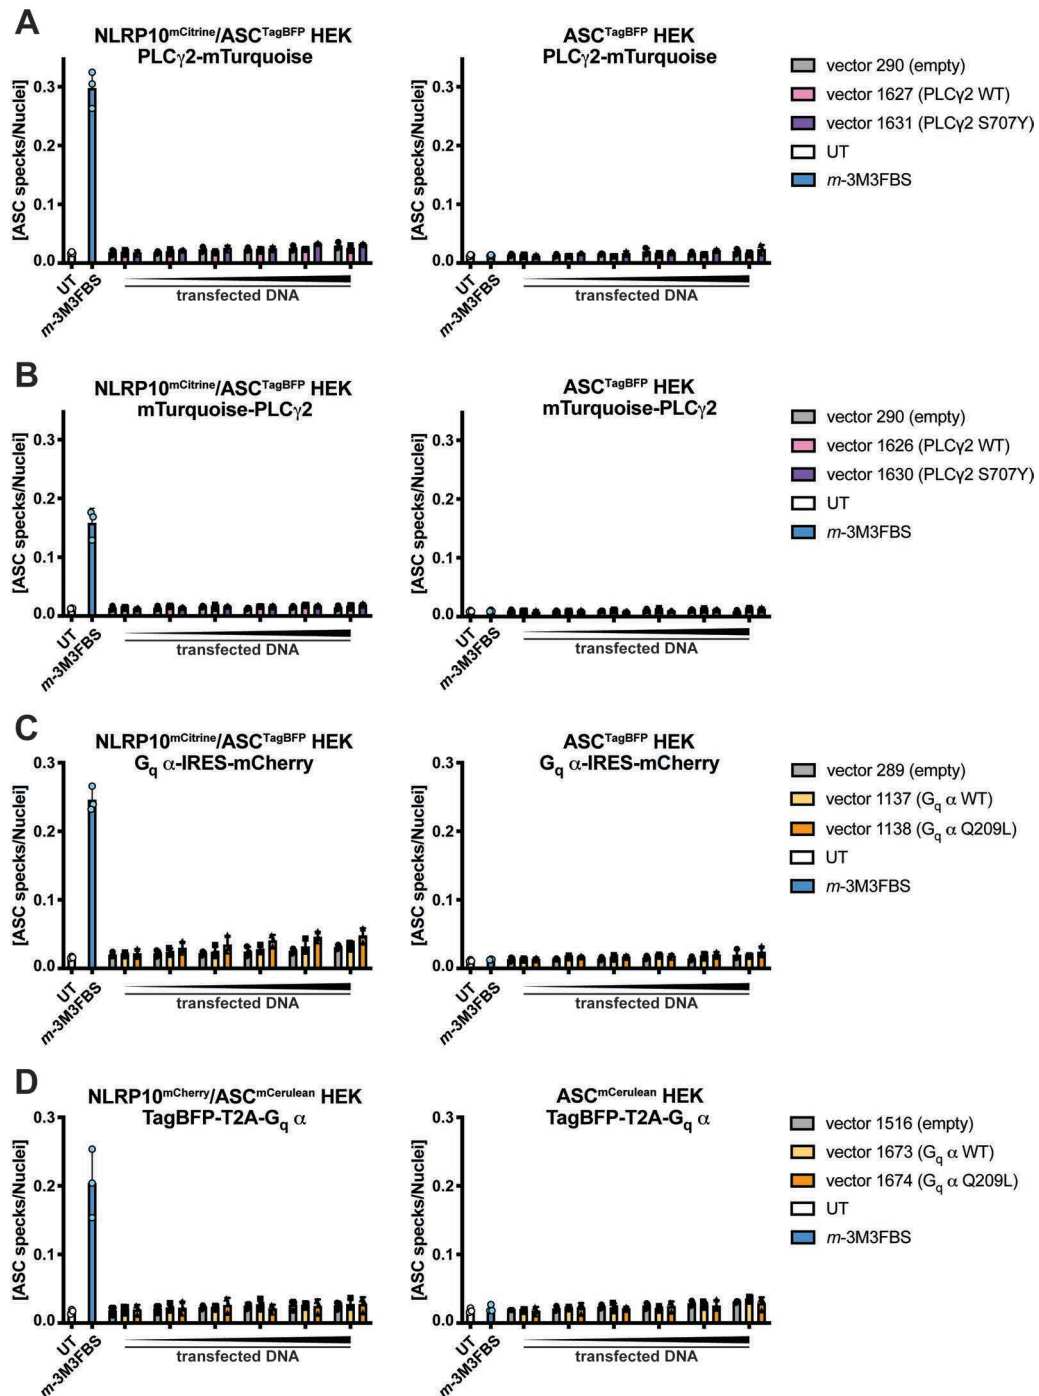 A
NLRP10mCitrine/ASCTagBFP HEK
PLCγ2-mTurquoise
[ASC specks/Nuclei]
0.3
0.2
0.1
0.0
UT
m-3M3FBS
transfected DNA
ASCTagBFP HEK
PLCγ2-mTurquoise
[ASC specks/Nuclei]
0.3
0.2
0.1
0.0
UT
m-3M3FBS
transfected DNA
vector 290 (empty)
vector 1627 (PLCγ2 WT)
vector 1631 (PLCγ2 S707Y)
UT
m-3M3FBS
B
NLRP10mCitrine/ASCTagBFP HEK
mTurquoise-PLCγ2
[ASC specks/Nuclei]
0.3
0.2
0.1
0.0
UT
m-3M3FBS
transfected DNA
ASCTagBFP HEK
mTurquoise-PLCγ2
[ASC specks/Nuclei]
0.3
0.2
0.1
0.0
UT
m-3M3FBS
transfected DNA
vector 290 (empty)
vector 1626 (PLCγ2 WT)
vector 1630 (PLCγ2 S707Y)
UT
m-3M3FBS
C
NLRP10mCitrine/ASCTagBFP HEK
Gq α-IRES-mCherry
[ASC specks/Nuclei]
0.3
0.2
0.1
0.0
UT
m-3M3FBS
transfected DNA
ASCTagBFP HEK
Gq α-IRES-mCherry
[ASC specks/Nuclei]
0.3
0.2
0.1
0.0
UT
m-3M3FBS
transfected DNA
vector 289 (empty)
vector 1137 (Gq α WT)
vector 1138 (Gq α Q209L)
UT
m-3M3FBS
D
NLRP10mCherry/ASCmCerulean HEK
TagBFP-T2A-Gq α
[ASC specks/Nuclei]
0.3
0.2
0.1
0.0
UT
m-3M3FBS
transfected DNA
ASCmCerulean HEK
TagBFP-T2A-Gq α
[ASC specks/Nuclei]
0.3
0.2
0.1
0.0
UT
m-3M3FBS
transfected DNA
vector 1516 (empty)
vector 1673 (Gq α WT)
vector 1674 (Gq α Q209L)
UT
m-3M3FBS